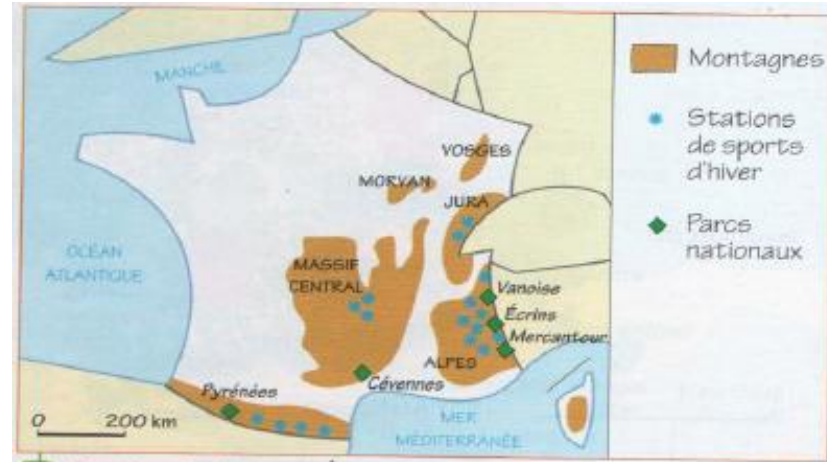 MANCHE
VOSGES
MORVAN
JURA
OCÉAN
ATLANTIQUE
MASSIF
CENTRAL
Vanoise
Écrins
Mercantour
ALPES
Cévennes
Pyrénées
MER
MÉDITERRANÉE
0 200 km
Montagnes
Stations
de sports
d'hiver
Parcs
nationaux